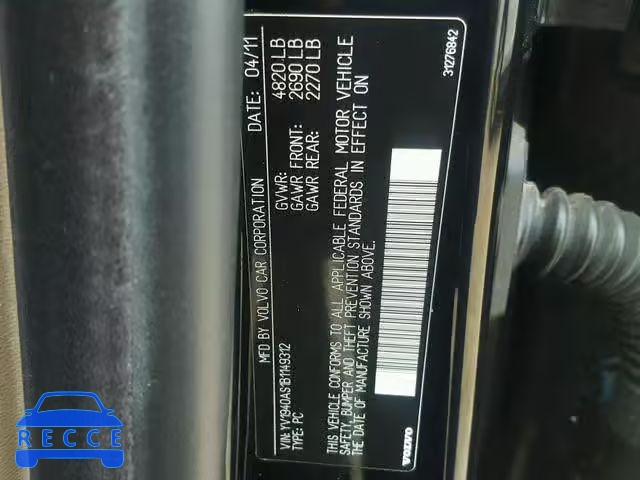 MFD BY VOLVO CAR CORPORATION DATE: 04/11
GVWR: 4820 LB
GAWR FRONT: 2690 LB
GAWR REAR: 2270 LB
VIN: YV1940AS1B1149312
TYPE: PC
THIS VEHICLE CONFORMS TO ALL APPLICABLE FEDERAL MOTOR VEHICLE
SAFETY, BUMPER AND THEFT PREVENTION STANDARDS IN EFFECT ON
THE DATE OF MANUFACTURE SHOWN ABOVE.
VOLVO
31276842
RECCE